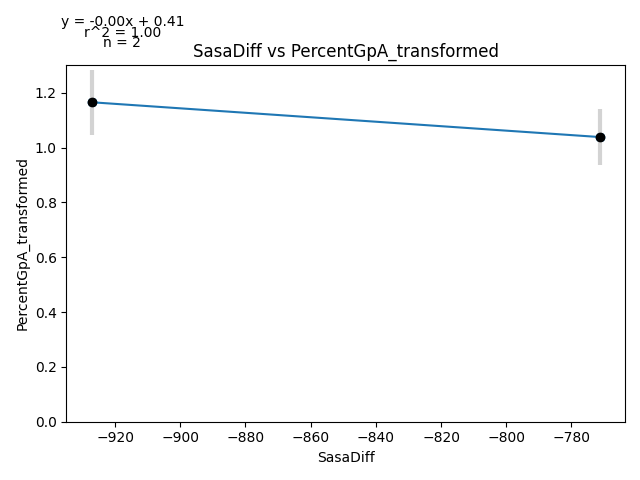 y = -0.00x + 0.41
r^2 = 1.00
n = 2
SasaDiff vs PercentGpA_transformed
1.2
1.0
0.8
0.6
0.4
0.2
0.0
PercentGpA_transformed
−920
−900
−880
−860
−840
−820
−800
−780
SasaDiff